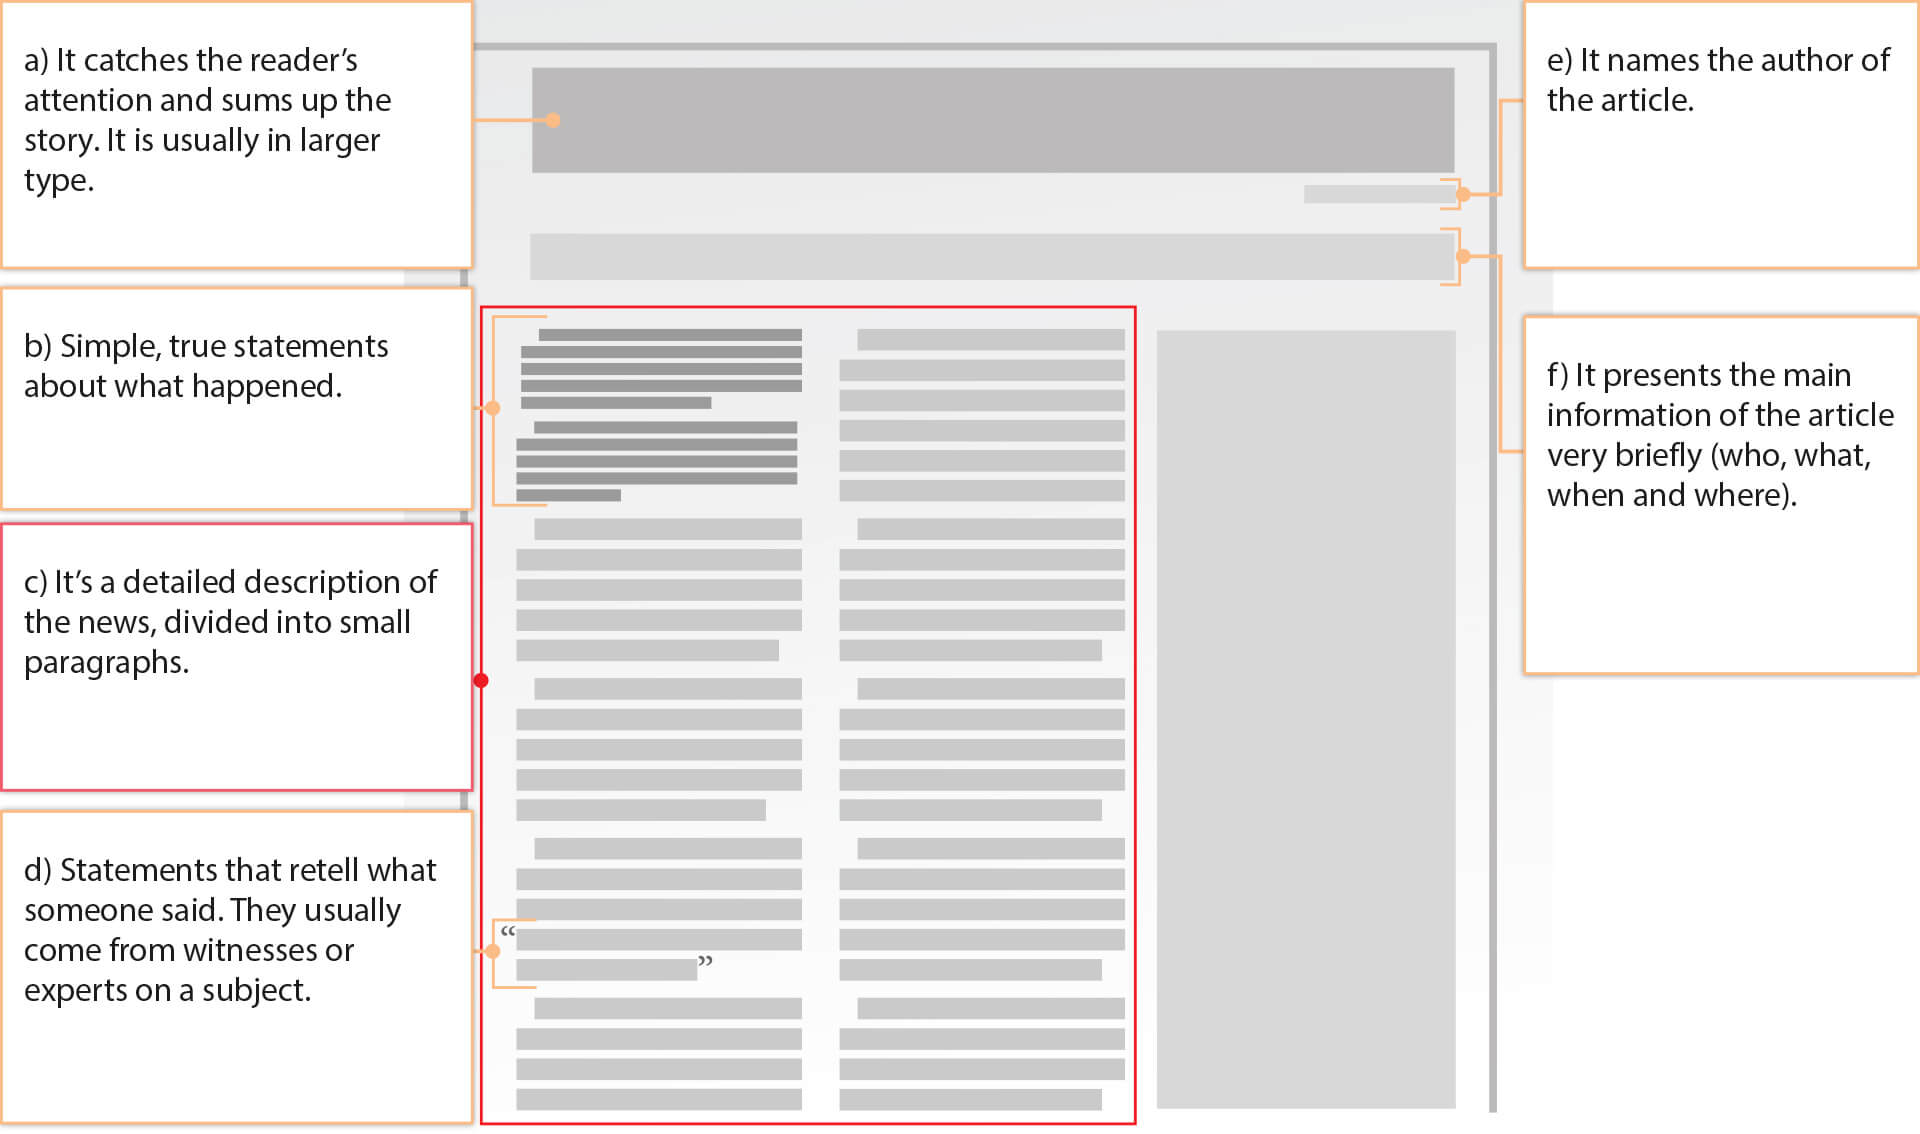 a) It catches the reader’s
attention and sums up the
story. It is usually in larger
type.
b) Simple, true statements
about what happened.
c) It’s a detailed description of
the news, divided into small
paragraphs.
d) Statements that retell what
someone said. They usually
come from witnesses or
experts on a subject.
“
”
e) It names the author of
the article.
f) It presents the main
information of the article
very briefly (who, what,
when and where).